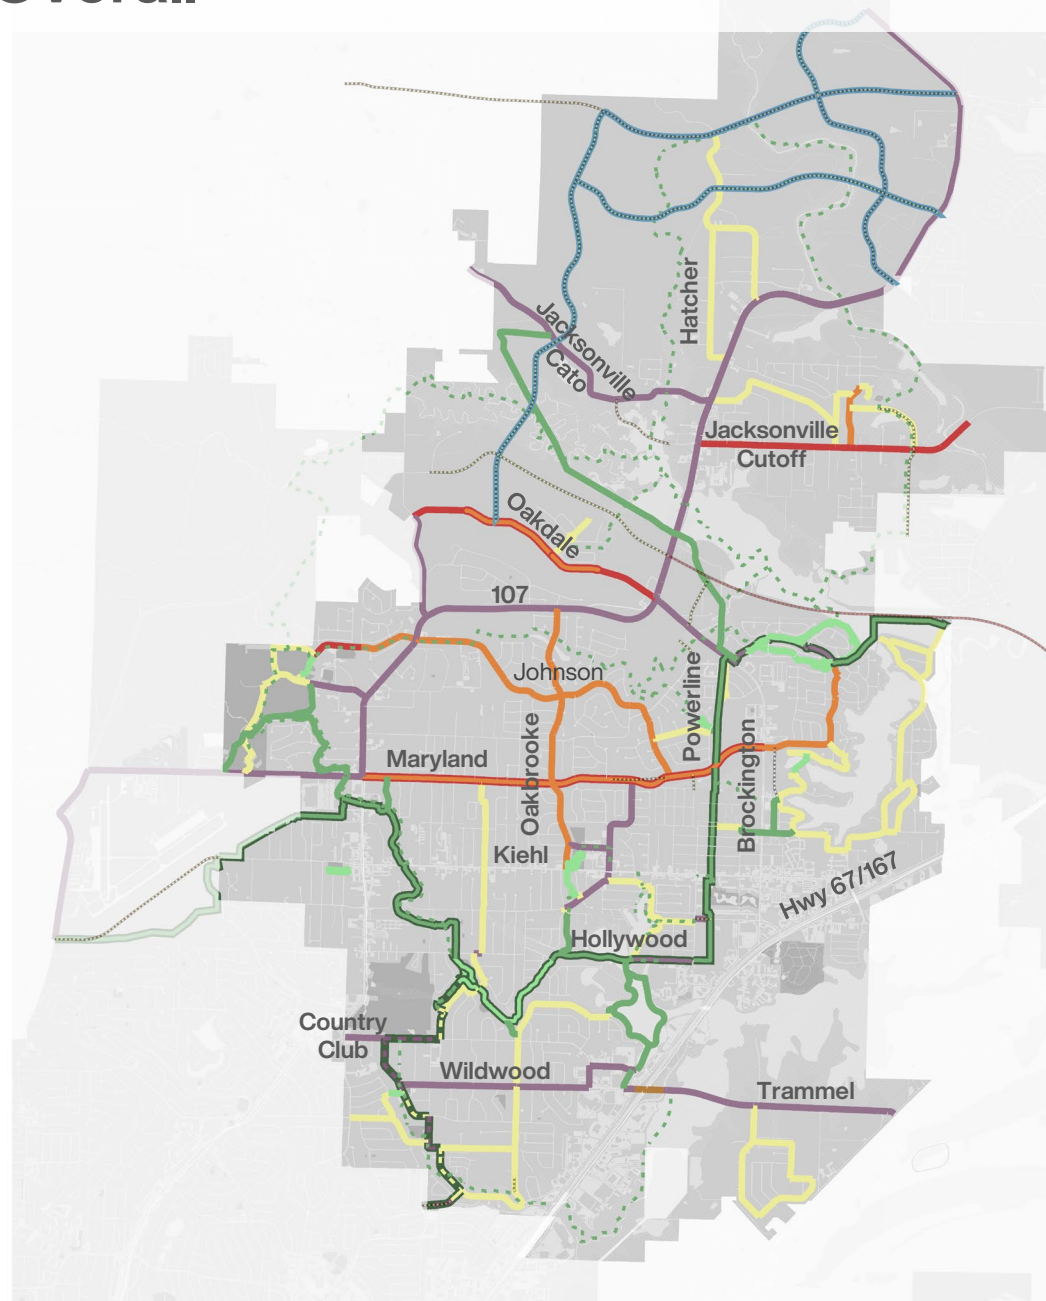 Overall
Hatcher
Jacksonville
Cato
Jacksonville
Cutoff
Oakdale
107
Johnson
Powerline
Maryland
Oakbrooke
Brockington
Kiehl
Hwy 67/167
Hollywood
Country
Club
Wildwood
Trammel